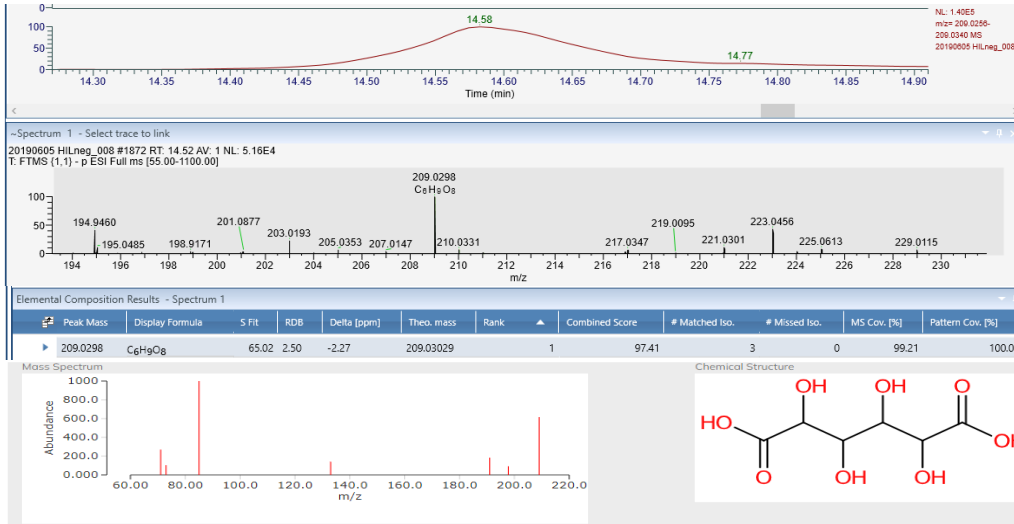 0
14.58
NL: 1.40E5
100
m/z= 209.0256-
209.0340 MS
50
14.77
20190605 HILneg_008
0
14.30 14.35 14.40 14.45 14.50 14.55 14.60 14.65 14.70 14.75 14.80 14.85 14.90
Time (min)
~Spectrum 1 - Select trace to link
20190605 HILneg_008 #1872 RT: 14.52 AV: 1 NL: 5.16E4
T: FTMS {1,1} - p ESI Full ms [55.00-1100.00]
209.0298
C6H9O8
100
194.9460 201.0877 219.0095 223.0456
50
195.0485 198.9171 203.0193 205.0353 207.0147 210.0331 217.0347 221.0301 225.0613 229.0115
0
194 196 198 200 202 204 206 208 210 212 214 216 218 220 222 224 226 228 230
m/z
Elemental Composition Results - Spectrum 1
Peak Mass Display Formula S Fit RDB Delta [ppm] Theo. mass Rank Combined Score # Matched Iso. # Missed Iso. MS Cov. [%] Pattern Cov. [%]
209.0298 C6H9O8 65.02 2.50 -2.27 209.03029 1 97.41 3 0 99.21 100.0
Mass Spectrum Chemical Structure
1000
800.0
600.0
400.0
200.0
0.000
Abundance
60.00 80.00 100.0 120.0 140.0 160.0 180.0 200.0 220.0
m/z
OH OH O
HO OH
O OH OH